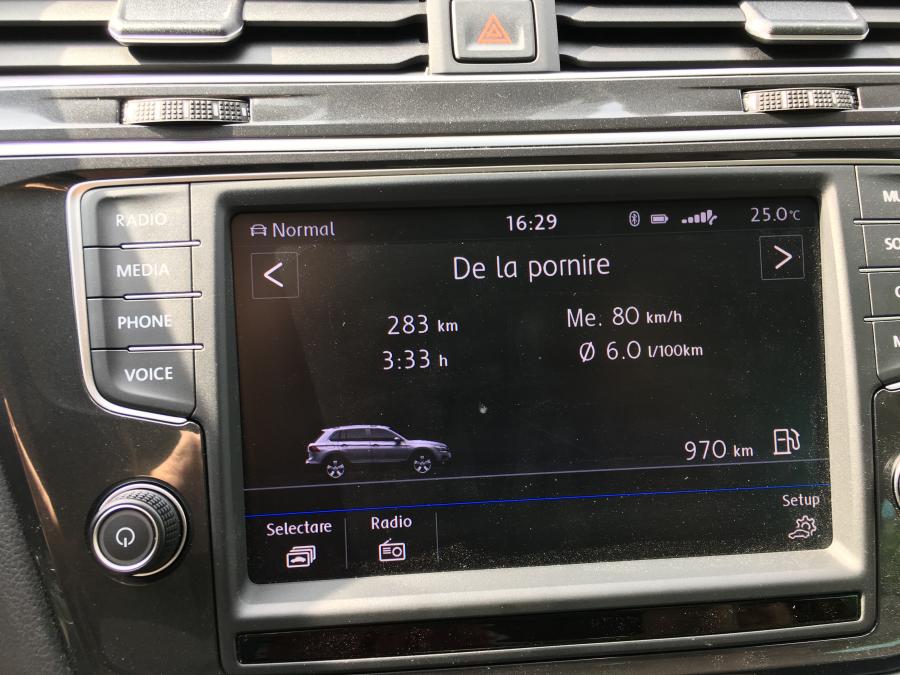 RADIO
MEDIA
PHONE
VOICE
Normal
16:29
25.0°C
<
De la pornire
>
283 km
Me. 80 km/h
3:33 h
Ø 6.0 l/100km
970 km
Selectare
Radio
Setup